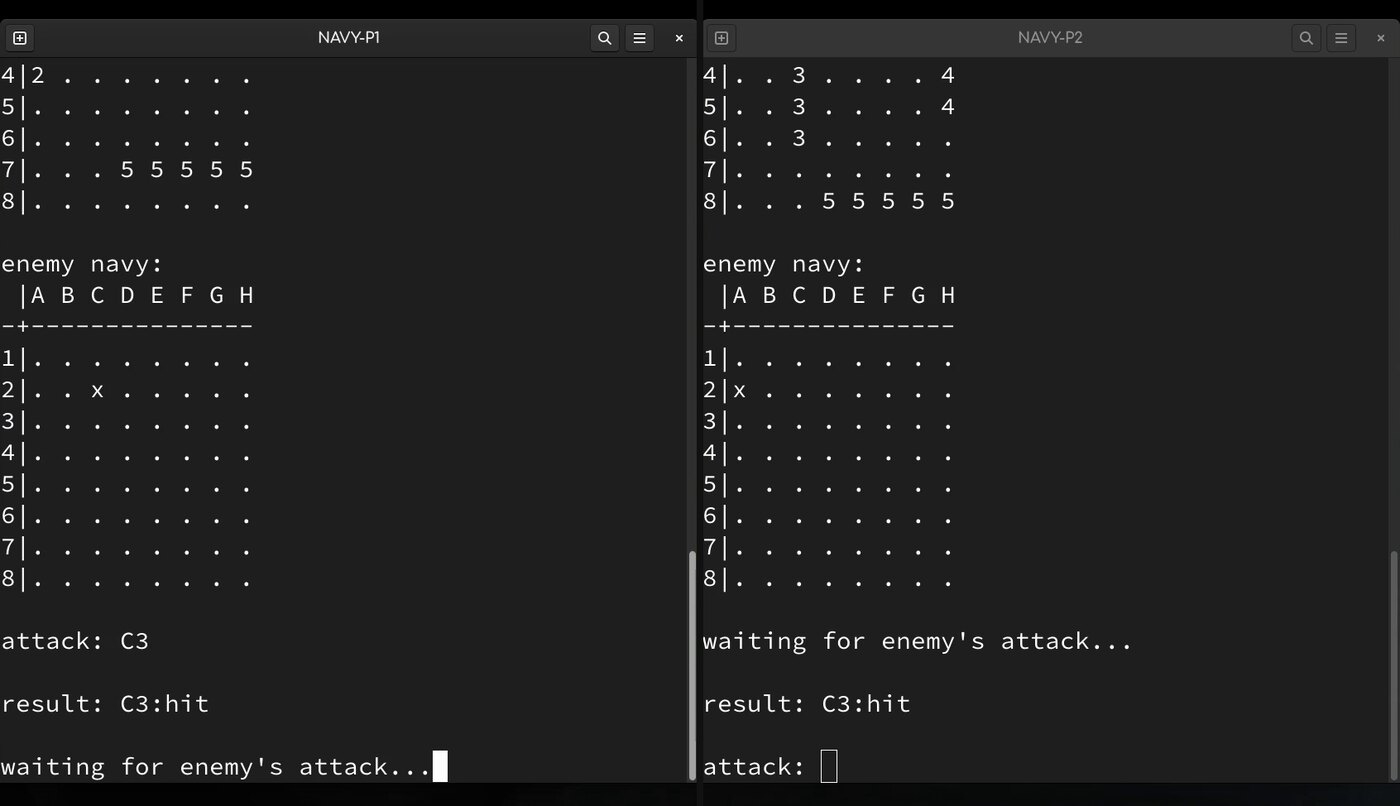 NAVY-P1
4|2 . . . . . . .
5|. . . . . . . .
6|. . . . . . . .
7|. . . 5 5 5 5 5
8|. . . . . . . .
enemy navy:
 |A B C D E F G H
-+---------------
1|. . . . . . . .
2|. . x . . . . .
3|. . . . . . . .
4|. . . . . . . .
5|. . . . . . . .
6|. . . . . . . .
7|. . . . . . . .
8|. . . . . . . .
attack: C3
result: C3:hit
waiting for enemy's attack...
NAVY-P2
4|. . 3 . . . . 4
5|. . 3 . . . . 4
6|. . 3 . . . . .
7|. . . . . . . .
8|. . . 5 5 5 5 5
enemy navy:
 |A B C D E F G H
-+---------------
1|. . . . . . . .
2|x . . . . . . .
3|. . . . . . . .
4|. . . . . . . .
5|. . . . . . . .
6|. . . . . . . .
7|. . . . . . . .
8|. . . . . . . .
waiting for enemy's attack...
result: C3:hit
attack: